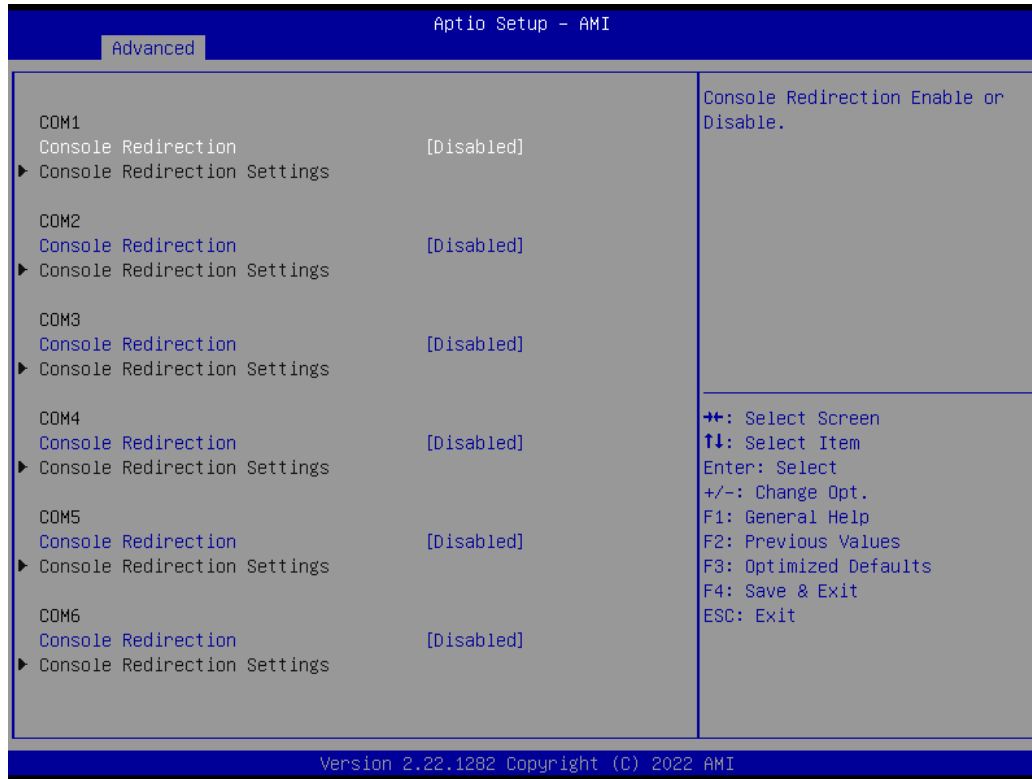 Aptio Setup – AMI
Advanced
COM1
Console Redirection [Disabled]
▶ Console Redirection Settings
COM2
Console Redirection [Disabled]
▶ Console Redirection Settings
COM3
Console Redirection [Disabled]
▶ Console Redirection Settings
COM4
Console Redirection [Disabled]
▶ Console Redirection Settings
COM5
Console Redirection [Disabled]
▶ Console Redirection Settings
COM6
Console Redirection [Disabled]
▶ Console Redirection Settings
Console Redirection Enable or
Disable.
→←: Select Screen
↑↓: Select Item
Enter: Select
+/-: Change Opt.
F1: General Help
F2: Previous Values
F3: Optimized Defaults
F4: Save & Exit
ESC: Exit
Version 2.22.1282 Copyright (C) 2022 AMI